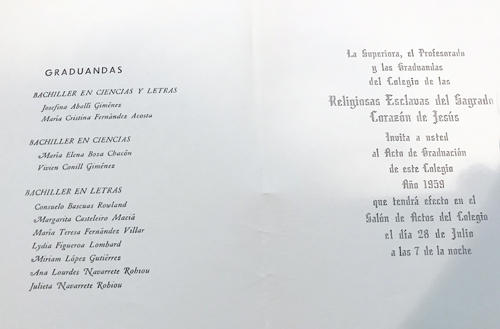 GRADUANDAS
BACHILLER EN CIENCIAS Y LETRAS
Josefina Aballí Giménez
María Cristina Fernández Acosta
BACHILLER EN CIENCIAS
María Elena Boza Chacón
Vivien Conill Giménez
BACHILLER EN LETRAS
Consuelo Bascuas Rouland
Margarita Casteleiro Maciá
María Teresa Fernández Villar
Lydia Figueroa Lombard
Miriam López Gutiérrez
Ana Lourdes Navarrete Robiou
Julieta Navarrete Robiou
La Superiora, el Profesorado
y las Graduandas
del Colegio de las
Religiosas Esclavas del Sagrado
Corazón de Jesús
Invita a usted
al Acto de Graduación
de este Colegio
Año 1959
que tendrá efecto en el
Salón de Actos del Colegio
el día 28 de Julio
a las 7 de la noche